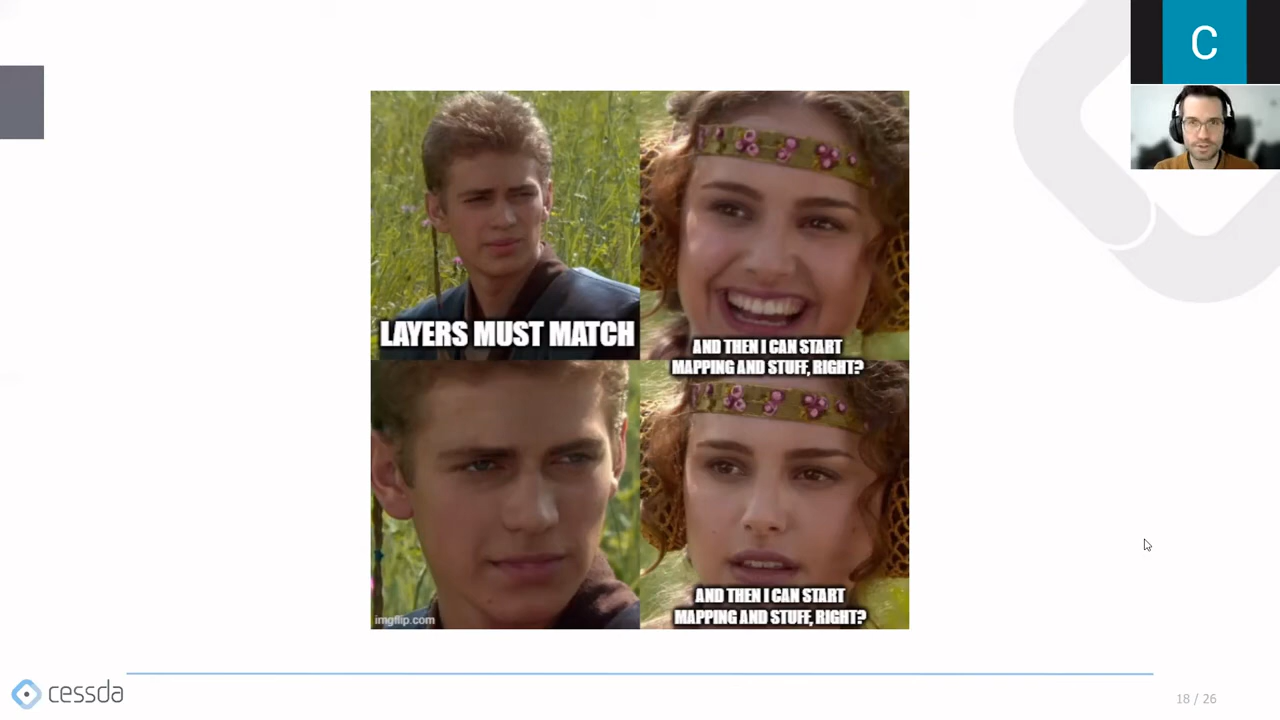 C
LAYERS MUST MATCH
AND THEN I CAN START
MAPPING AND STUFF, RIGHT?
AND THEN I CAN START
MAPPING AND STUFF, RIGHT?
imgflip.com
cessda
18 / 26